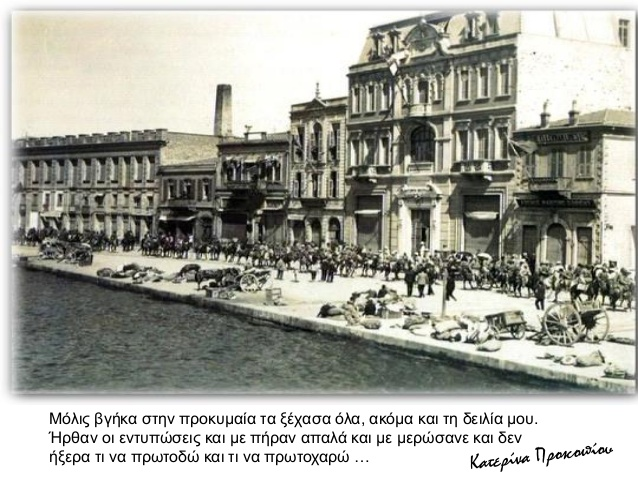 Μόλις βγήκα στην προκυμαία τα ξέχασα όλα, ακόμα και τη δειλία μου.
Ήρθαν οι εντυπώσεις και με πήραν απαλά και με μερώσανε και δεν
ήξερα τι να πρωτοδώ και τι να πρωτοχαρώ …
Κατερίνα Προκοπίου